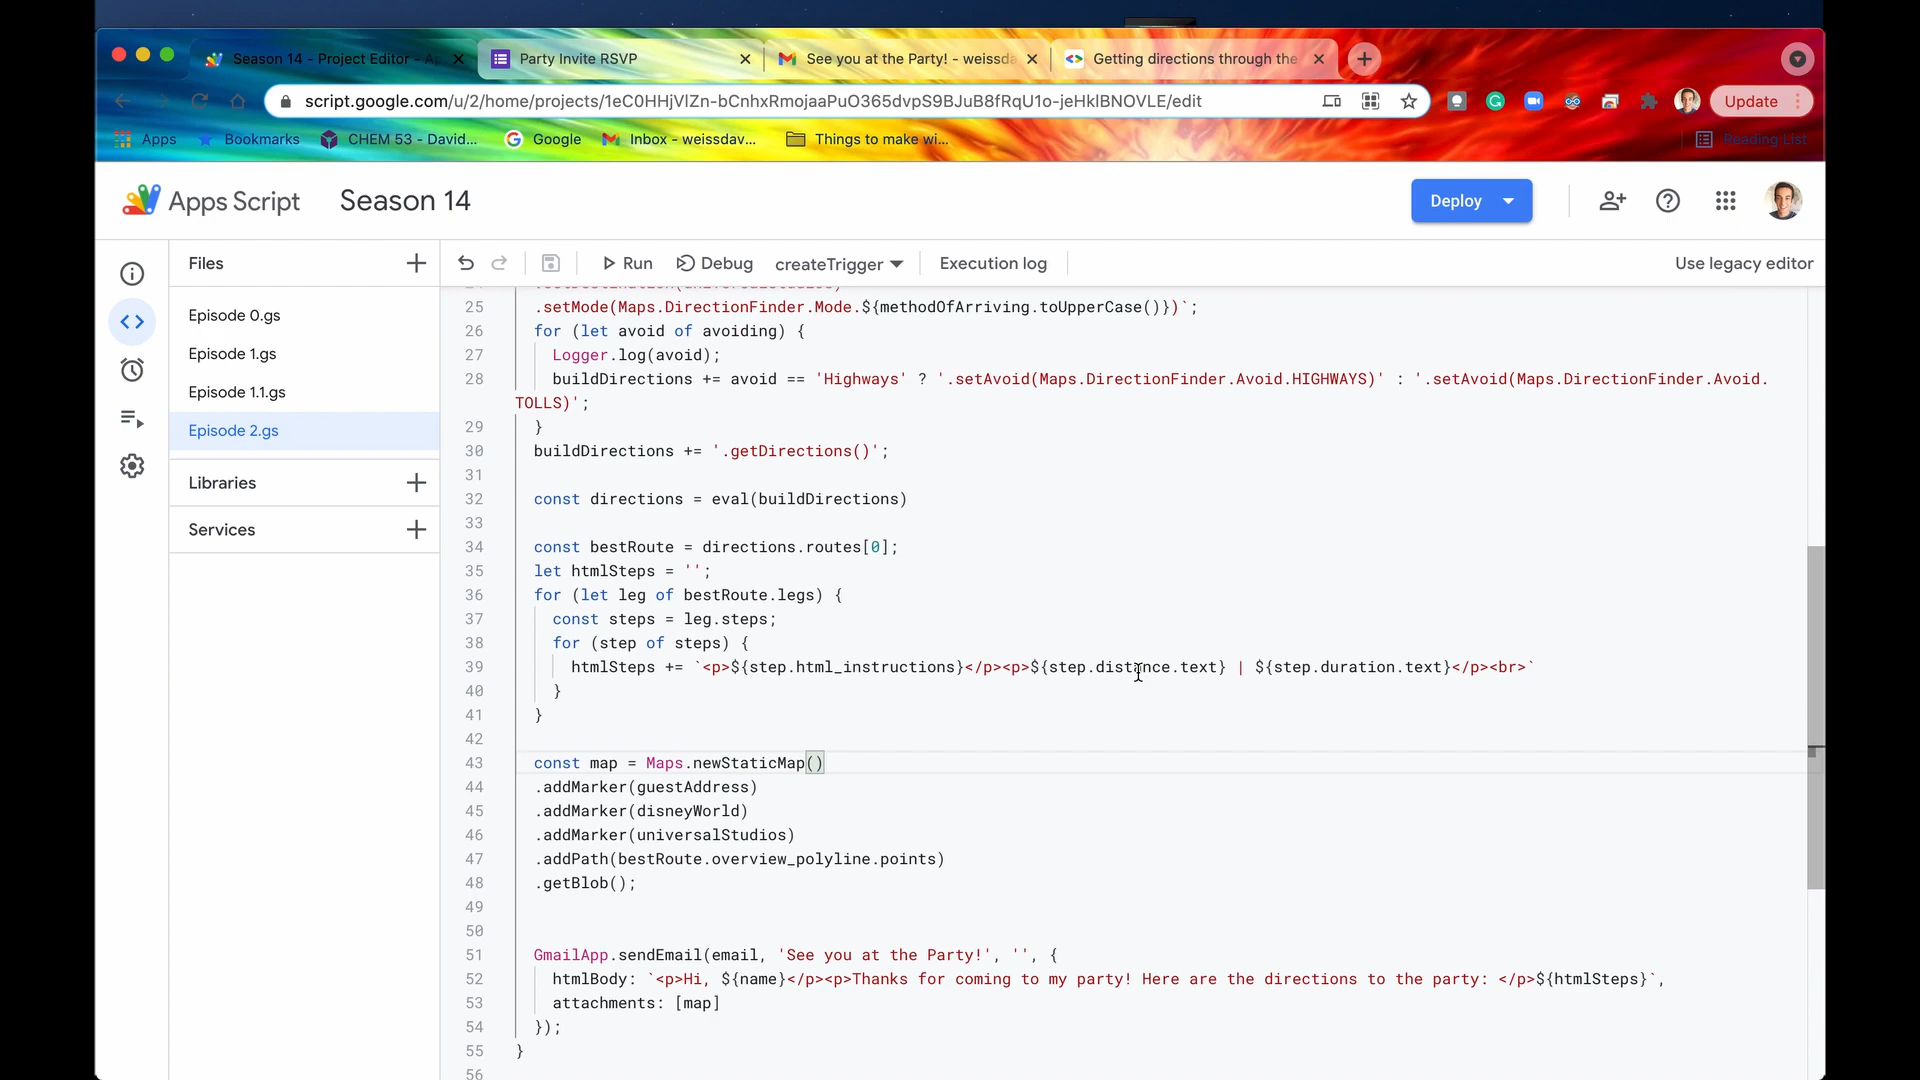 Season 14 - Project Editor - Ap
Party Invite RSVP
See you at the Party! - weissda
Getting directions through the
script.google.com/u/2/home/projects/1eC0HHjVlZn-bCnhxRmojaaPuO365dvpS9BJuB8fRqU1o-jeHklBNOVLE/edit
Update
Apps
Bookmarks
CHEM 53 - David...
Google
Inbox - weissdav...
Things to make wi...
Reading List
Apps Script
Season 14
Deploy
Files
Run
Debug
createTrigger
Execution log
Use legacy editor
Episode 0.gs
Episode 1.gs
Episode 1.1.gs
Episode 2.gs
Libraries
Services
25 .setMode(Maps.DirectionFinder.Mode.${methodOfArriving.toUpperCase()})`;
26 for (let avoid of avoiding) {
27 Logger.log(avoid);
28 buildDirections += avoid == 'Highways' ? '.setAvoid(Maps.DirectionFinder.Avoid.HIGHWAYS)' : '.setAvoid(Maps.DirectionFinder.Avoid.
TOLLS)';
29 }
30 buildDirections += '.getDirections()';
31
32 const directions = eval(buildDirections)
33
34 const bestRoute = directions.routes[0];
35 let htmlSteps = '';
36 for (let leg of bestRoute.legs) {
37 const steps = leg.steps;
38 for (step of steps) {
39 htmlSteps += `<p>${step.html_instructions}</p><p>${step.distance.text} | ${step.duration.text}</p><br>`
40 }
41 }
42
43 const map = Maps.newStaticMap()
44 .addMarker(guestAddress)
45 .addMarker(disneyWorld)
46 .addMarker(universalStudios)
47 .addPath(bestRoute.overview_polyline.points)
48 .getBlob();
49
50
51 GmailApp.sendEmail(email, 'See you at the Party!', '', {
52 htmlBody: `<p>Hi, ${name}</p><p>Thanks for coming to my party! Here are the directions to the party: </p>${htmlSteps}`,
53 attachments: [map]
54 });
55 }
56